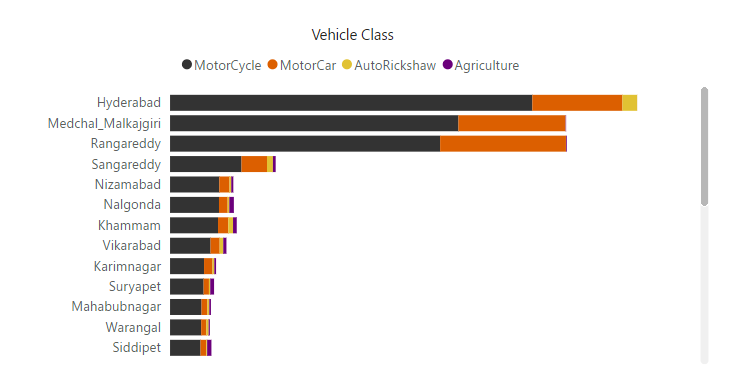 Vehicle Class
MotorCycle MotorCar AutoRickshaw Agriculture
Hyderabad
Medchal_Malkajgiri
Rangareddy
Sangareddy
Nizamabad
Nalgonda
Khammam
Vikarabad
Karimnagar
Suryapet
Mahabubnagar
Warangal
Siddipet